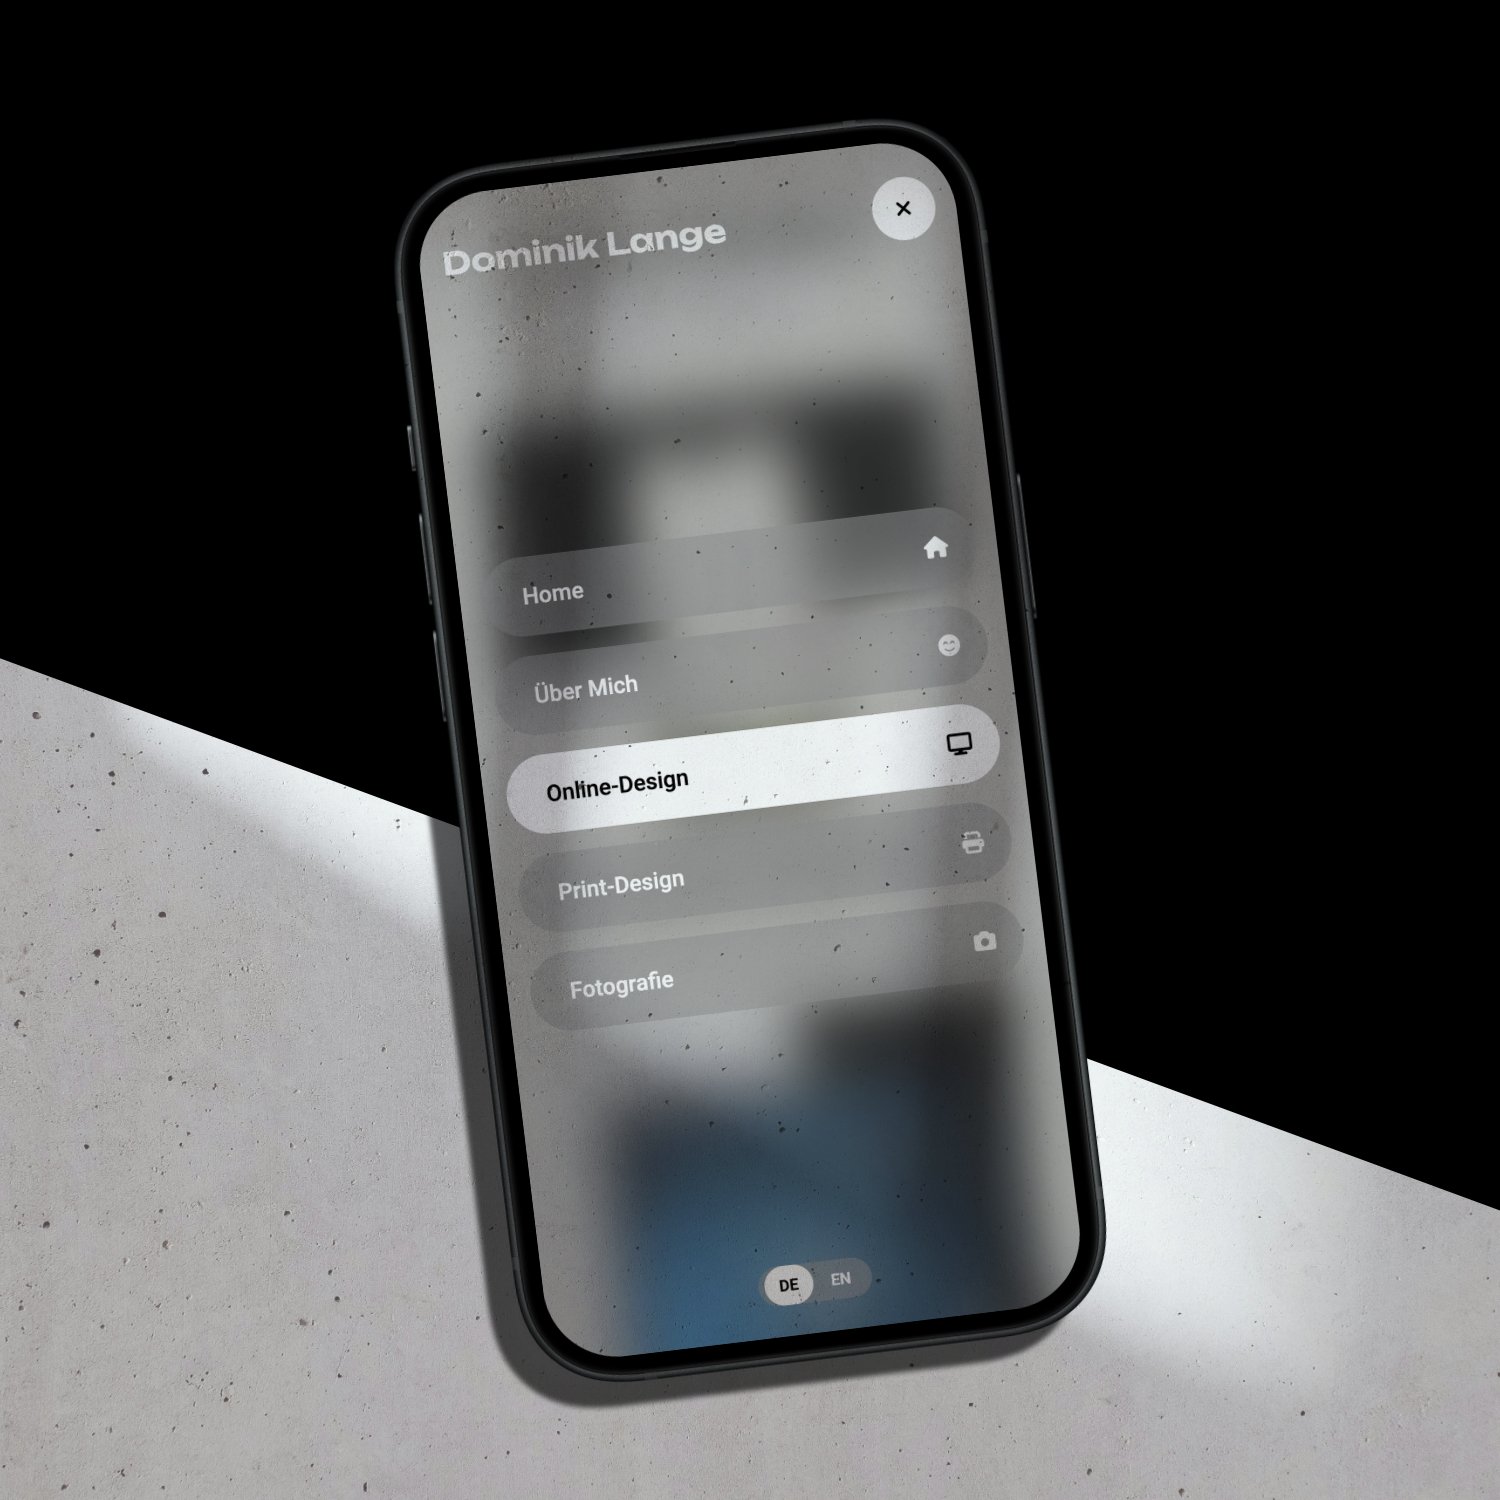 Dominik Lange
Home
Über Mich
Online-Design
Print-Design
Fotografie
DE EN